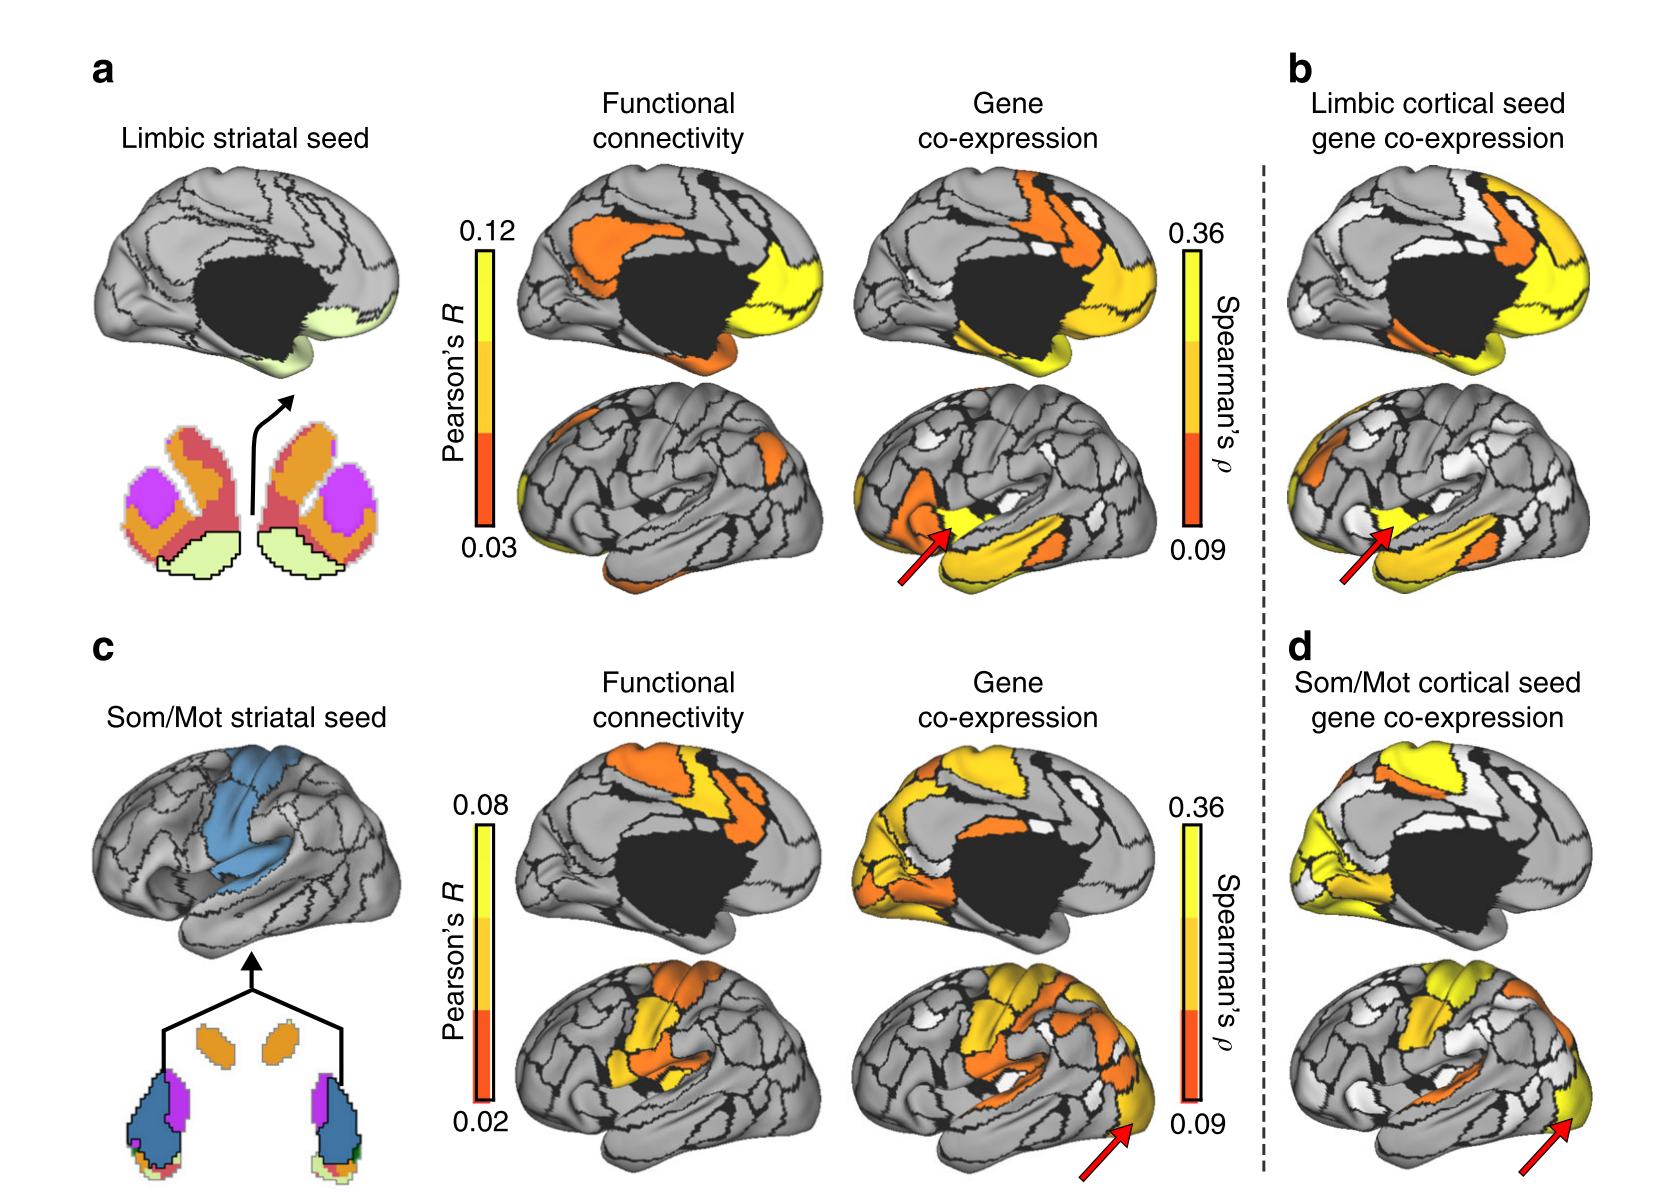 a
b
Limbic striatal seed
Functional
connectivity
Gene
co-expression
Limbic cortical seed
gene co-expression
0.12
Pearson's R
0.03
0.36
Spearman's ρ
0.09
c
d
Som/Mot striatal seed
Functional
connectivity
Gene
co-expression
Som/Mot cortical seed
gene co-expression
0.08
Pearson's R
0.02
0.36
Spearman's ρ
0.09